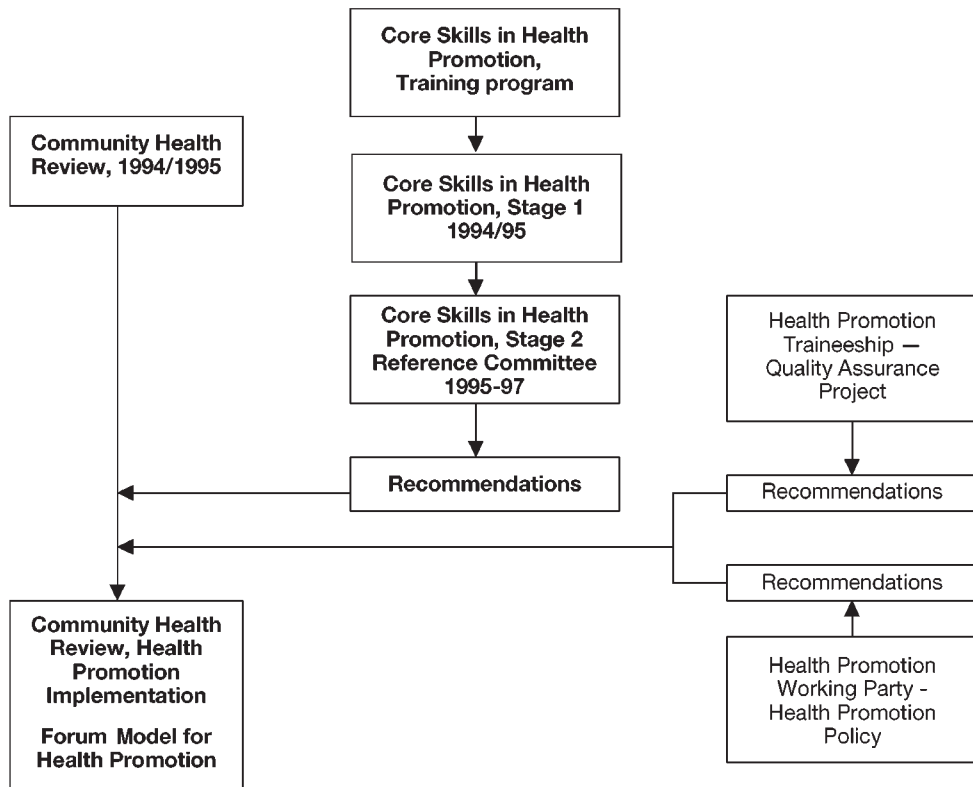 Core Skills in Health
Promotion,
Training program
Community Health
Review, 1994/1995
Core Skills in Health
Promotion, Stage 1
1994/95
Core Skills in Health
Promotion, Stage 2
Reference Committee
1995-97
Health Promotion
Traineeship —
Quality Assurance
Project
Recommendations
Recommendations
Recommendations
Community Health
Review, Health
Promotion
Implementation
Forum Model for
Health Promotion
Health Promotion
Working Party -
Health Promotion
Policy